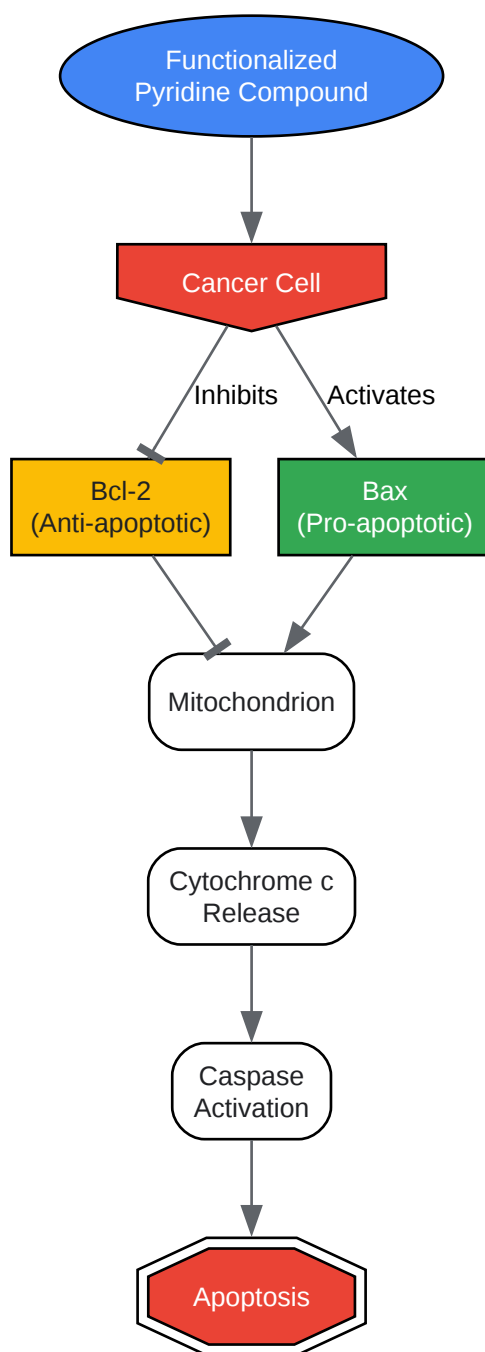 Functionalized
Pyridine Compound
Cancer Cell
Inhibits
Activates
Bcl-2
(Anti-apoptotic)
Bax
(Pro-apoptotic)
Mitochondrion
Cytochrome c
Release
Caspase
Activation
Apoptosis